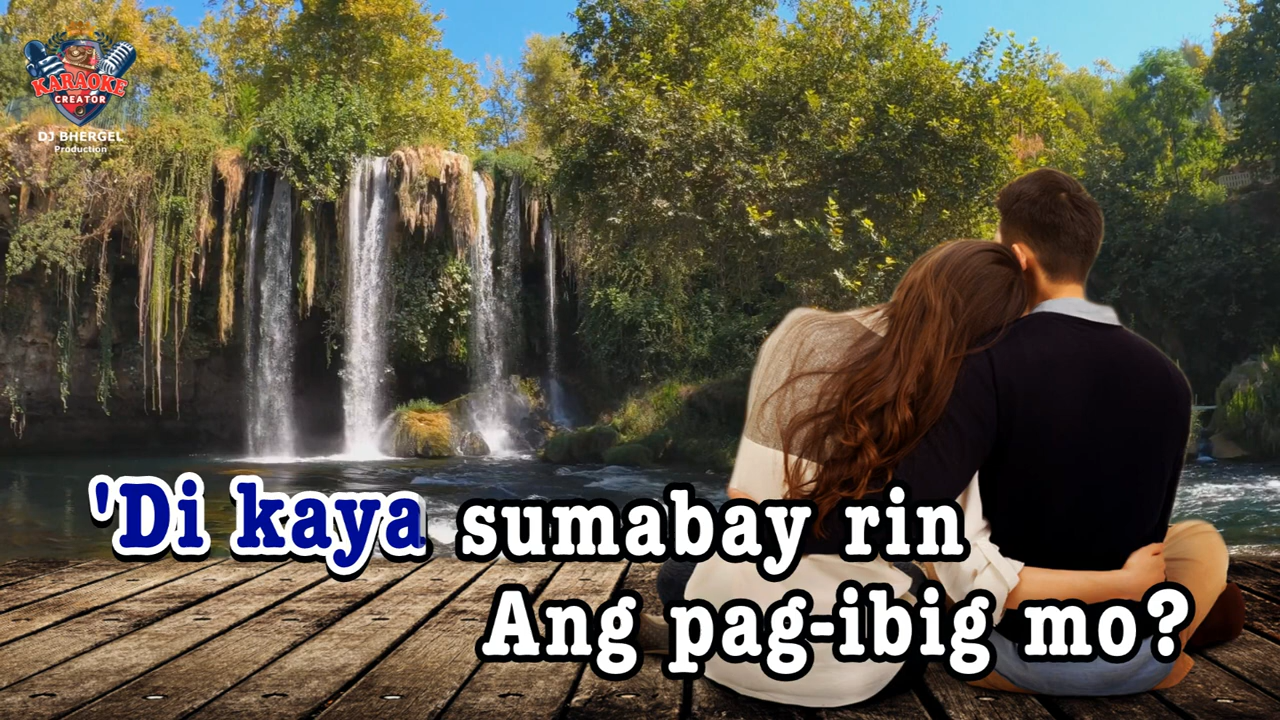 KARAOKE
CREATOR
DJ BHERGEL
Production
'Di kaya sumabay rin
Ang pag-ibig mo?